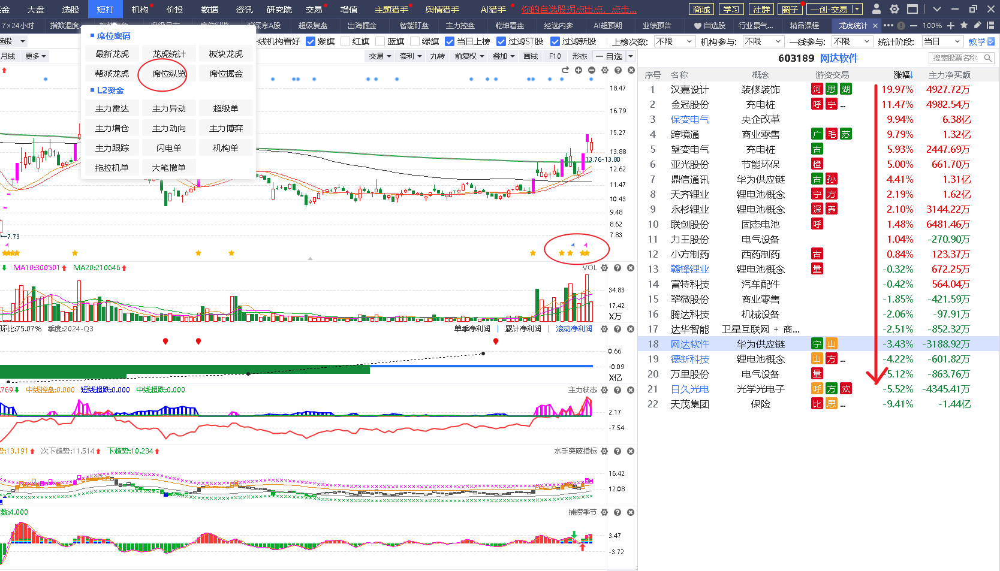 金 大盘 选股 短打 机构 价投 数据 资讯 研究院 交易 增值 主题猎手 舆情猎手 AI猎手 你的自选股拐点出点，点击... 商城 学习 社群 圈子 一创-交易
7×24小时 指数温度 沪深京A股 超级复盘 出海掘金 智能盯盘 主力控盘 乾坤看盘 经选内参 AI超预期 业绩预告 自选股 行业景气... 精品课程 龙虎统计 × 100%
选股 一线机构看好 紫旗 红旗 蓝旗 绿旗 当日上榜 过滤ST股 过滤新股 上榜次数: 不限 机构参与: 不限 一线参与: 不限 统计阶段: 当日 教学
月线 更多 交易 套利 九转 前复权 叠加 画线 F10 形态 一自选
席位密码
最新龙虎 龙虎统计 板块龙虎
帮派龙虎 席位纵览 席位掘金
L2资金
主力雷达 主力异动 超级单
主力增仓 主力动向 主力博弈
主力跟踪 闪电单 机构单
拖拉机单 大笔撤单
18.47
16.79
15.27
13.88
13.76-13.80
12.62
11.47
10.43
9.48
8.62
7.83
7.73
MA10:300501 MA20:210646 VOL
34.83
17.42
X万
环比:75.07% 季度:2024-Q3 单季净利润 | 累计净利润 | 滚动净利润
0.66
-0.09
X亿
.769 中线控盘:0.000 短线超跌:0.000 中线超跌:0.000 主力状态
2.17
-7.54
势:13.191 次下趋势:11.514 下趋势:10.234 水手突破指标
16.42
12.08
数:4.000 捕捞季节
3.47
-3.72
603189 网达软件 搜索股票名称
序号 名称 概念 游资交易 涨幅↓ 主力净买额
1 汉嘉设计 装修装饰 河 思 湖 19.97% 4927.72万
2 金冠股份 充电桩 呼 宁 ... 11.47% 4982.54万
3 保变电气 央企改革 9.94% 6.38亿
4 跨境通 商业零售 广 毛 苏 9.79% 1.32亿
5 望变电气 充电桩 古 5.93% 2447.69万
6 亚光股份 节能环保 橙 5.00% 661.70万
7 鼎信通讯 华为供应链 古 孙 4.41% 1.31亿
8 天齐锂业 锂电池概念 宁 方 2.19% 1.62亿
9 永杉锂业 锂电池概念 深 养 2.10% 3144.22万
10 联创股份 固态电池 呼 1.48% 6481.46万
11 力王股份 电气设备 1.04% -270.90万
12 小方制药 西药制药 古 0.84% 123.37万
13 赣锋锂业 锂电池概念 量 -0.32% 672.25万
14 富特科技 汽车配件 -0.42% 564.04万
15 翠微股份 商业零售 -1.85% -421.59万
16 腾达科技 机械设备 -2.06% -97.91万
17 达华智能 卫星互联网 + 商... -2.51% -852.32万
18 网达软件 华为供应链 宁 山 -3.43% -3188.92万
19 德新科技 锂电池概念 山 方 ... -4.22% -601.82万
20 万里股份 电气设备 量 -5.12% -863.76万
21 日久光电 光学光电子 呼 方 欢 -5.52% -4345.41万
22 天茂集团 保险 比 思 ... -9.41% -1.44亿